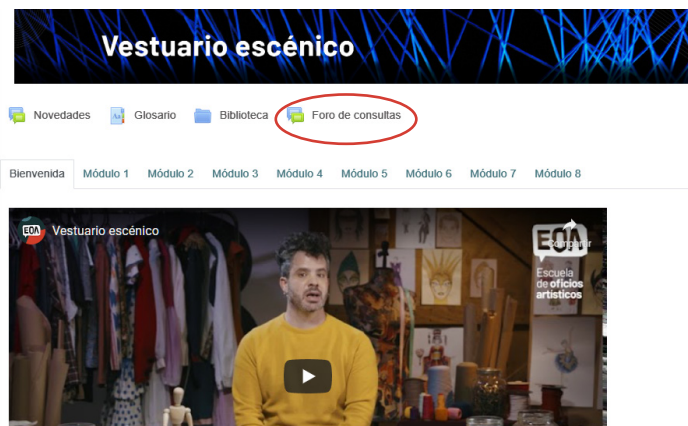 Vestuario escénico
Novedades Glosario Biblioteca Foro de consultas
Bienvenida Módulo 1 Módulo 2 Módulo 3 Módulo 4 Módulo 5 Módulo 6 Módulo 7 Módulo 8
EOA Vestuario escénico
EOA
Compartir
Escuela
de oficios
artísticos